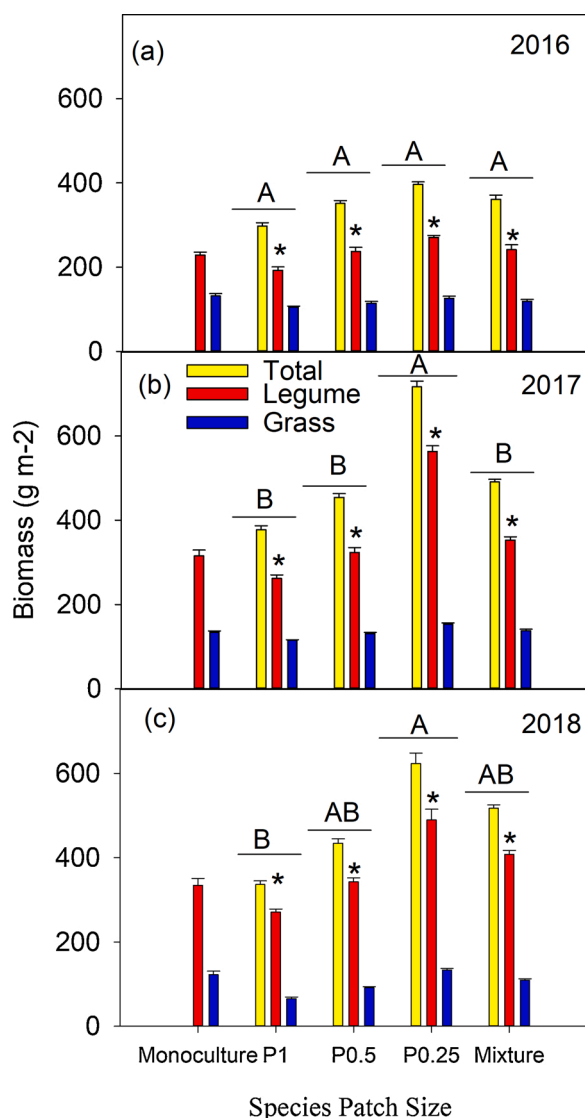 (a) 2016
600
A A A A
400
* * * *
200
0
Biomass (g m-2)
(b) 2017
Total
Legume
Grass
A
600
B B B
400
* * * *
200
0
(c) 2018
A
600
B AB AB
400
* * * *
200
0
Monoculture P1 P0.5 P0.25 Mixture
Species Patch Size